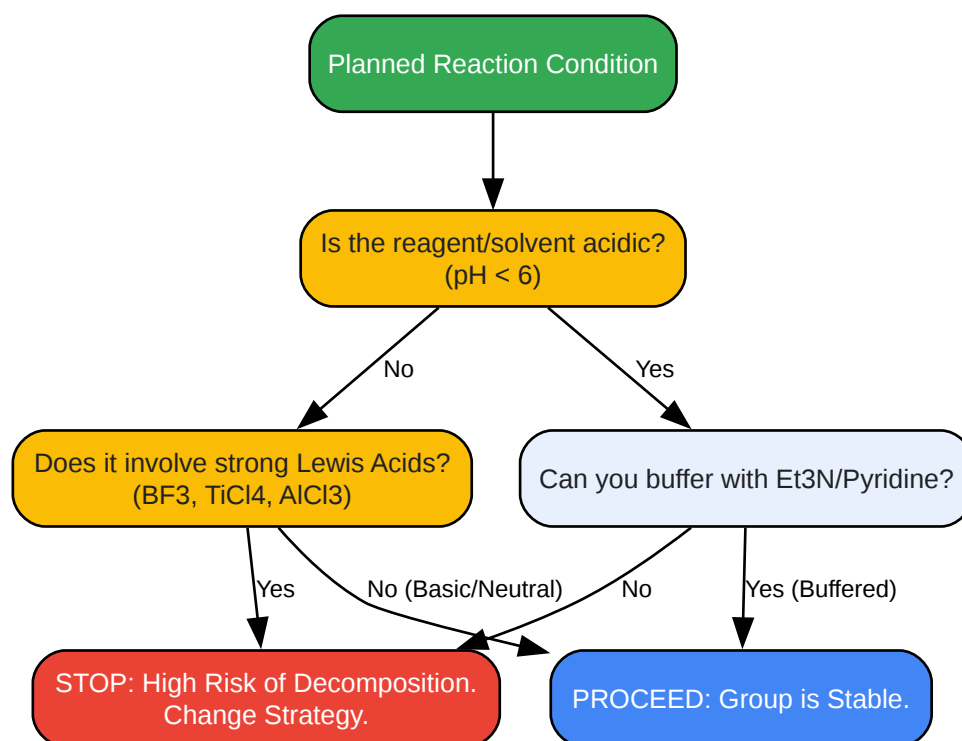 Planned Reaction Condition
Is the reagent/solvent acidic?
(pH < 6)
No
Yes
Does it involve strong Lewis Acids?
(BF3, TiCl4, AlCl3)
Can you buffer with Et3N/Pyridine?
Yes
No (Basic/Neutral)
No
Yes (Buffered)
STOP: High Risk of Decomposition.
Change Strategy.
PROCEED: Group is Stable.